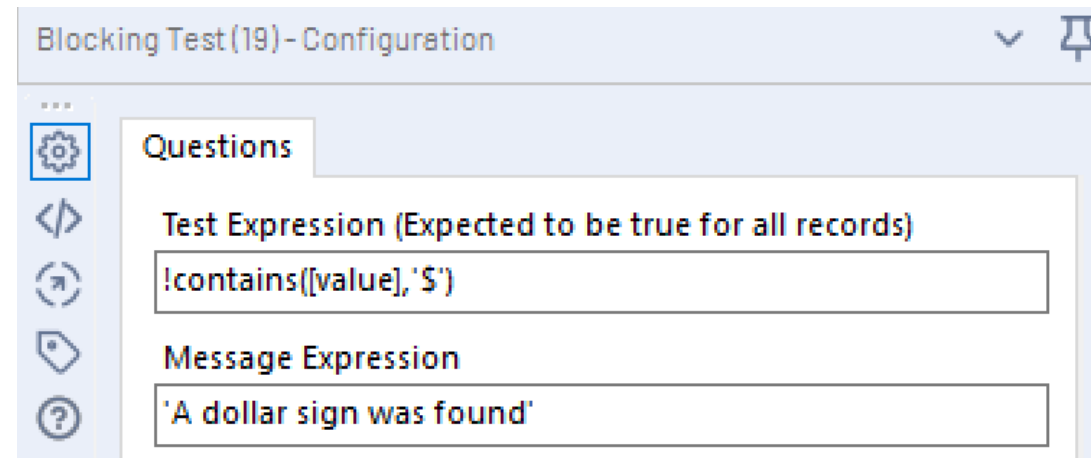 Blocking Test (19) - Configuration
Questions
Test Expression (Expected to be true for all records)
!contains([value],'$')
Message Expression
'A dollar sign was found'